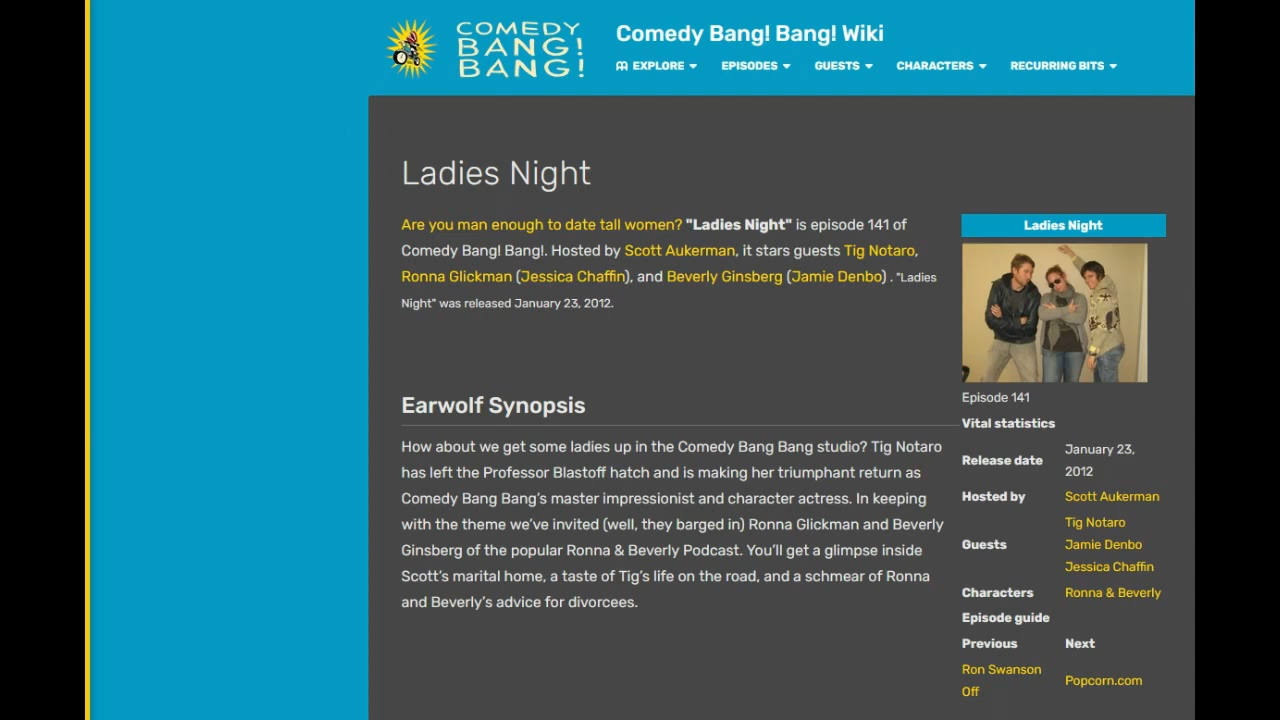 COMEDY
BANG!
BANG!
Comedy Bang! Bang! Wiki
EXPLORE
EPISODES
GUESTS
CHARACTERS
RECURRING BITS
Ladies Night
Are you man enough to date tall women? "Ladies Night" is episode 141 of
Comedy Bang! Bang!. Hosted by Scott Aukerman, it stars guests Tig Notaro,
Ronna Glickman (Jessica Chaffin), and Beverly Ginsberg (Jamie Denbo) . "Ladies
Night" was released January 23, 2012.
Earwolf Synopsis
How about we get some ladies up in the Comedy Bang Bang studio? Tig Notaro
has left the Professor Blastoff hatch and is making her triumphant return as
Comedy Bang Bang's master impressionist and character actress. In keeping
with the theme we've invited (well, they barged in) Ronna Glickman and Beverly
Ginsberg of the popular Ronna & Beverly Podcast. You'll get a glimpse inside
Scott's marital home, a taste of Tig's life on the road, and a schmear of Ronna
and Beverly's advice for divorcees.
Ladies Night
Episode 141
Vital statistics
Release date January 23,
2012
Hosted by Scott Aukerman
Guests Tig Notaro
Jamie Denbo
Jessica Chaffin
Characters Ronna & Beverly
Episode guide
Previous Next
Ron Swanson
Off
Popcorn.com